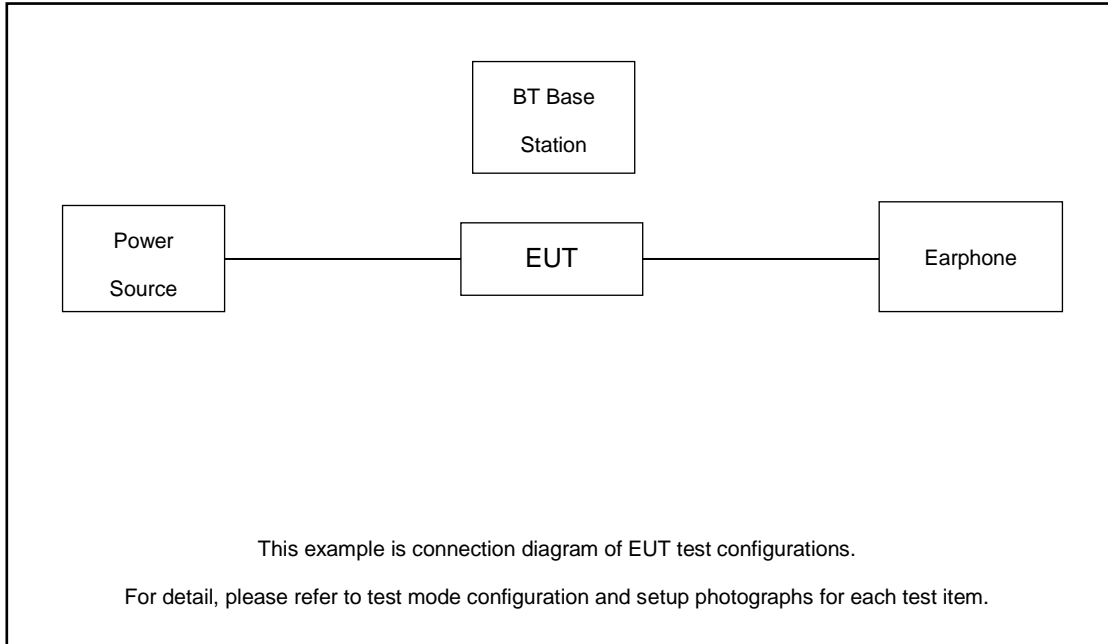 BT Base
Station
Power
Source
EUT
Earphone
This example is connection diagram of EUT test configurations.
For detail, please refer to test mode configuration and setup photographs for each test item.